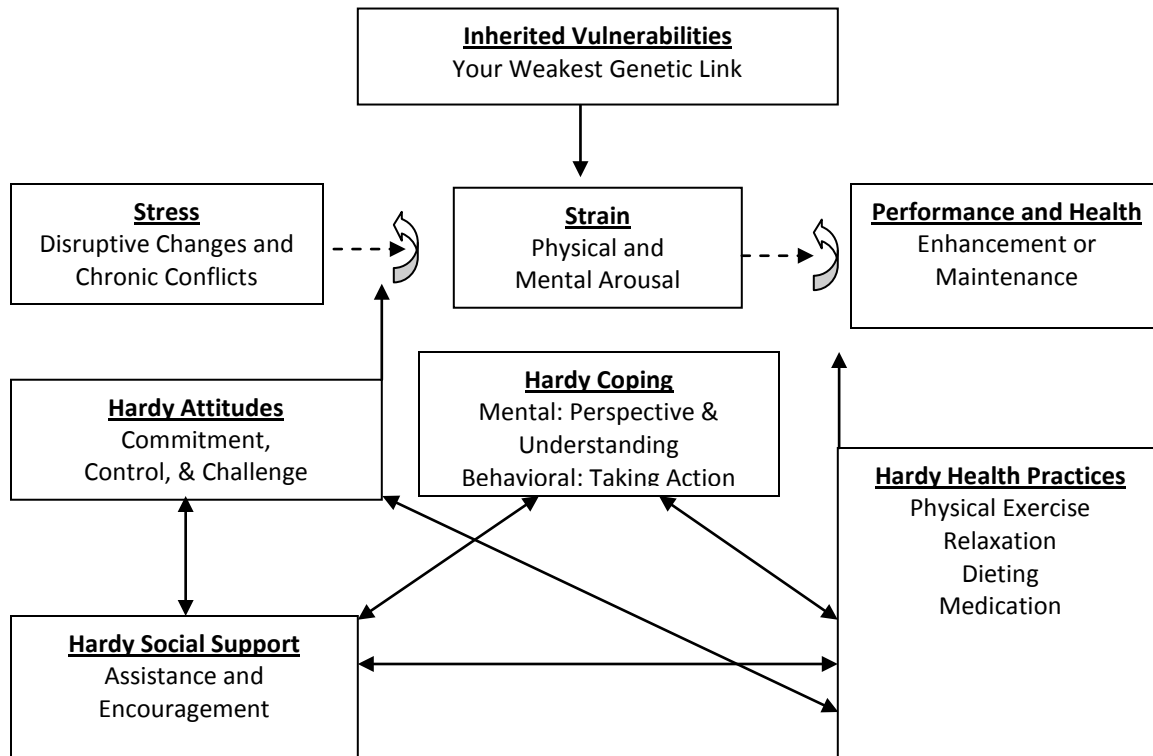 Inherited Vulnerabilities
Your Weakest Genetic Link
Stress
Disruptive Changes and
Chronic Conflicts
Strain
Physical and
Mental Arousal
Performance and Health
Enhancement or
Maintenance
Hardy Attitudes
Commitment,
Control, & Challenge
Hardy Coping
Mental: Perspective &
Understanding
Behavioral: Taking Action
Hardy Health Practices
Physical Exercise
Relaxation
Dieting
Medication
Hardy Social Support
Assistance and
Encouragement